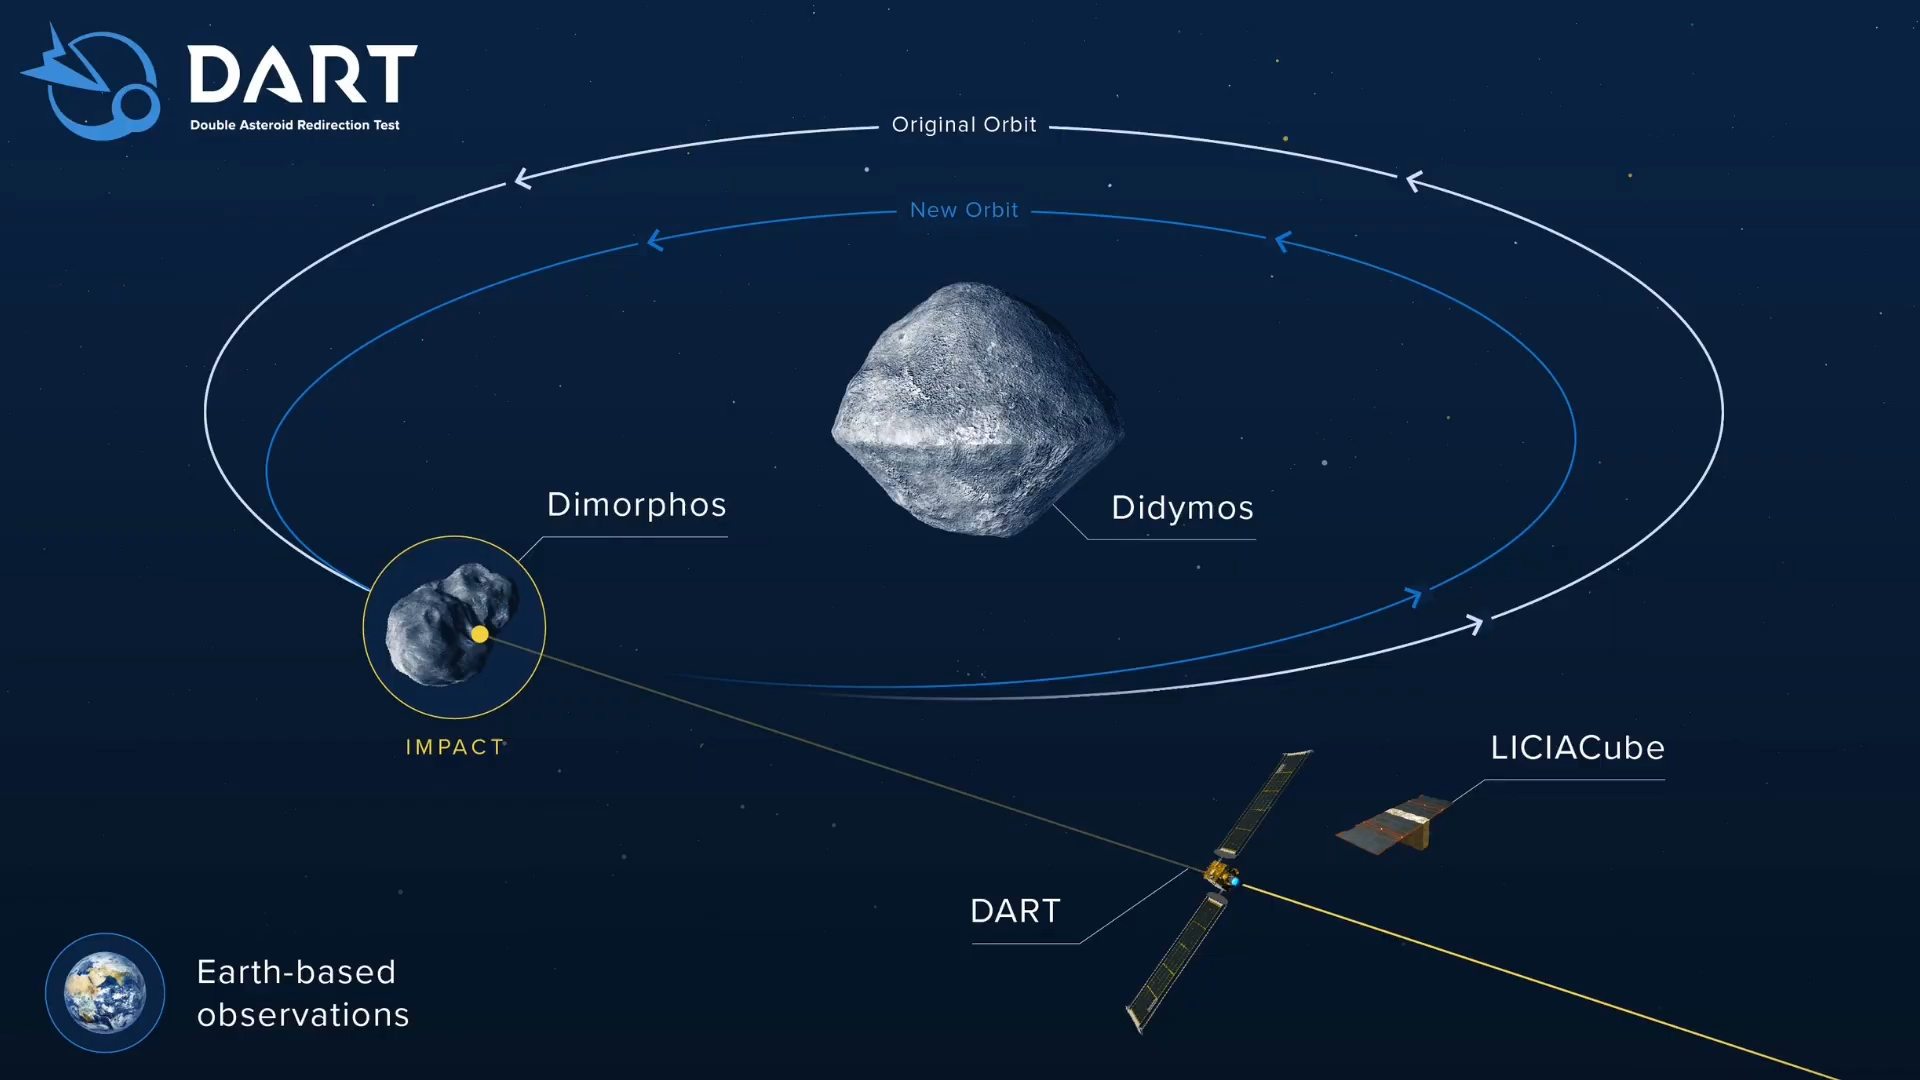 DART
Double Asteroid Redirection Test
Original Orbit
New Orbit
Dimorphos
Didymos
IMPACT
LICIACube
DART
Earth-based
observations